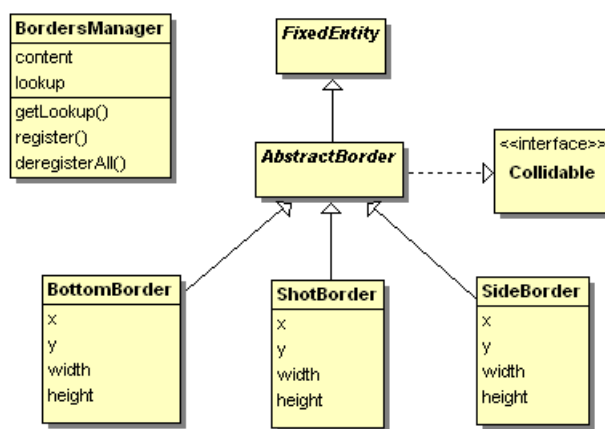 BordersManager
content
lookup
getLookup()
register()
deregisterAll()
FixedEntity
AbstractBorder
<<interface>>
Collidable
BottomBorder
x
y
width
height
ShotBorder
x
y
width
height
SideBorder
x
y
width
height